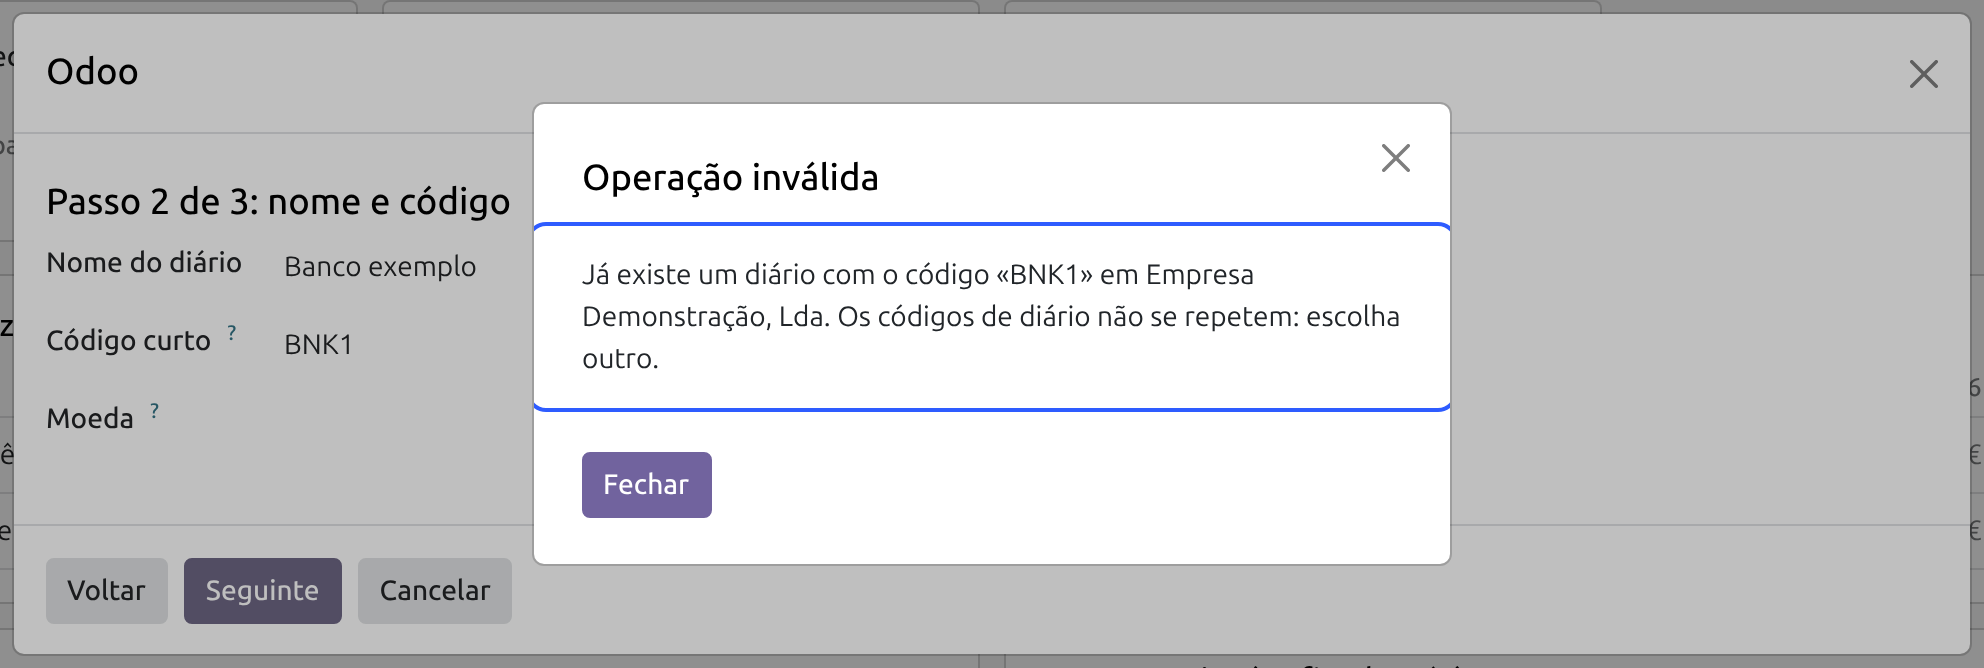 Odoo
Operação inválida
Passo 2 de 3: nome e código
Nome do diário Banco exemplo
Já existe um diário com o código «BNK1» em Empresa
Demonstração, Lda. Os códigos de diário não se repetem: escolha
outro.
Código curto ? BNK1
Moeda ?
Fechar
Voltar Seguinte Cancelar